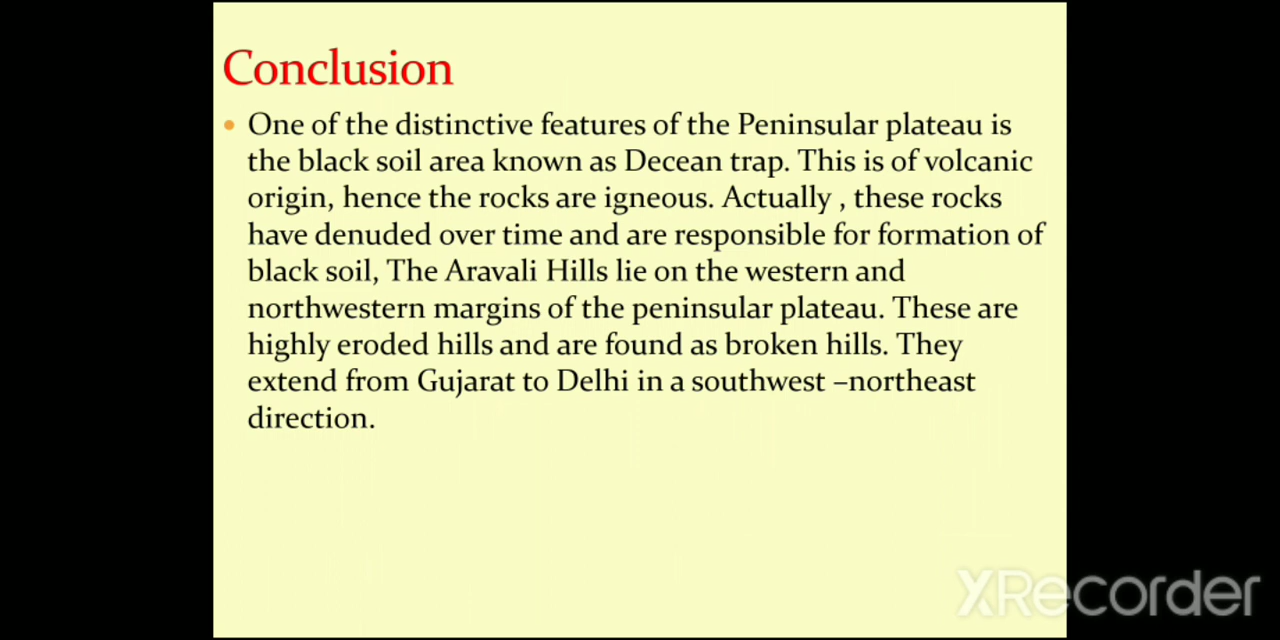 Conclusion
• One of the distinctive features of the Peninsular plateau is
the black soil area known as Decean trap. This is of volcanic
origin, hence the rocks are igneous. Actually , these rocks
have denuded over time and are responsible for formation of
black soil, The Aravali Hills lie on the western and
northwestern margins of the peninsular plateau. These are
highly eroded hills and are found as broken hills. They
extend from Gujarat to Delhi in a southwest –northeast
direction.
XRecorder